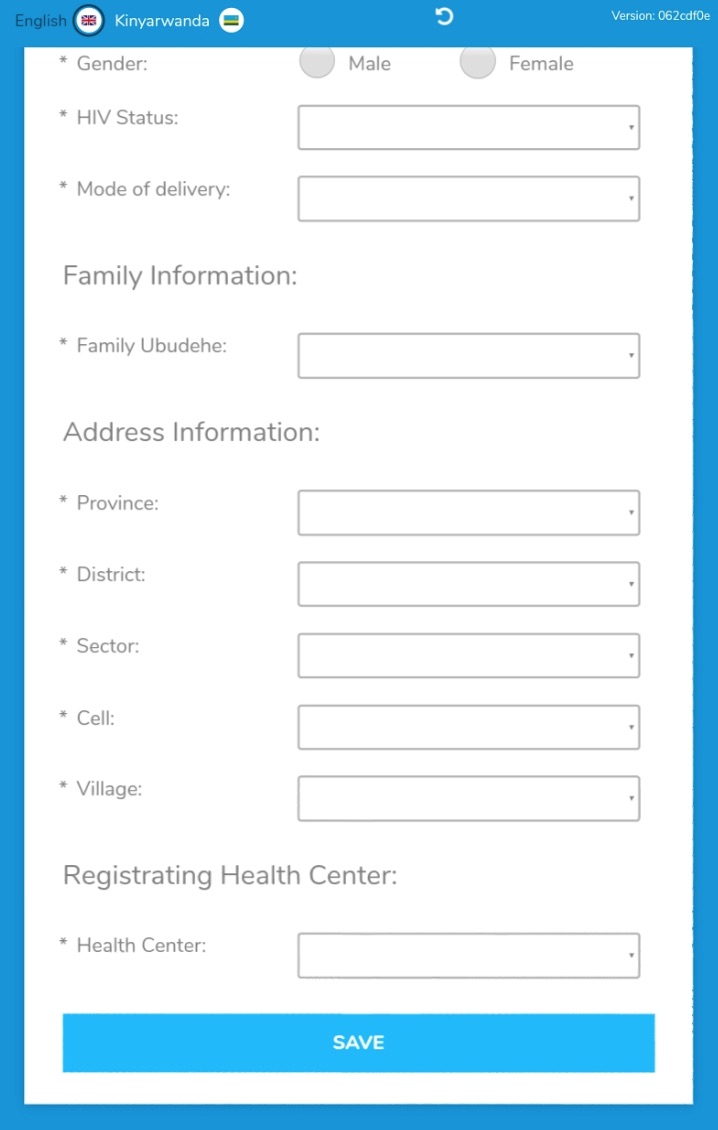 English Kinyarwanda Version: 062cdf0e
* Gender: Male Female
* HIV Status:
* Mode of delivery:
Family Information:
* Family Ubudehe:
Address Information:
* Province:
* District:
* Sector:
* Cell:
* Village:
Registrating Health Center:
* Health Center:
SAVE